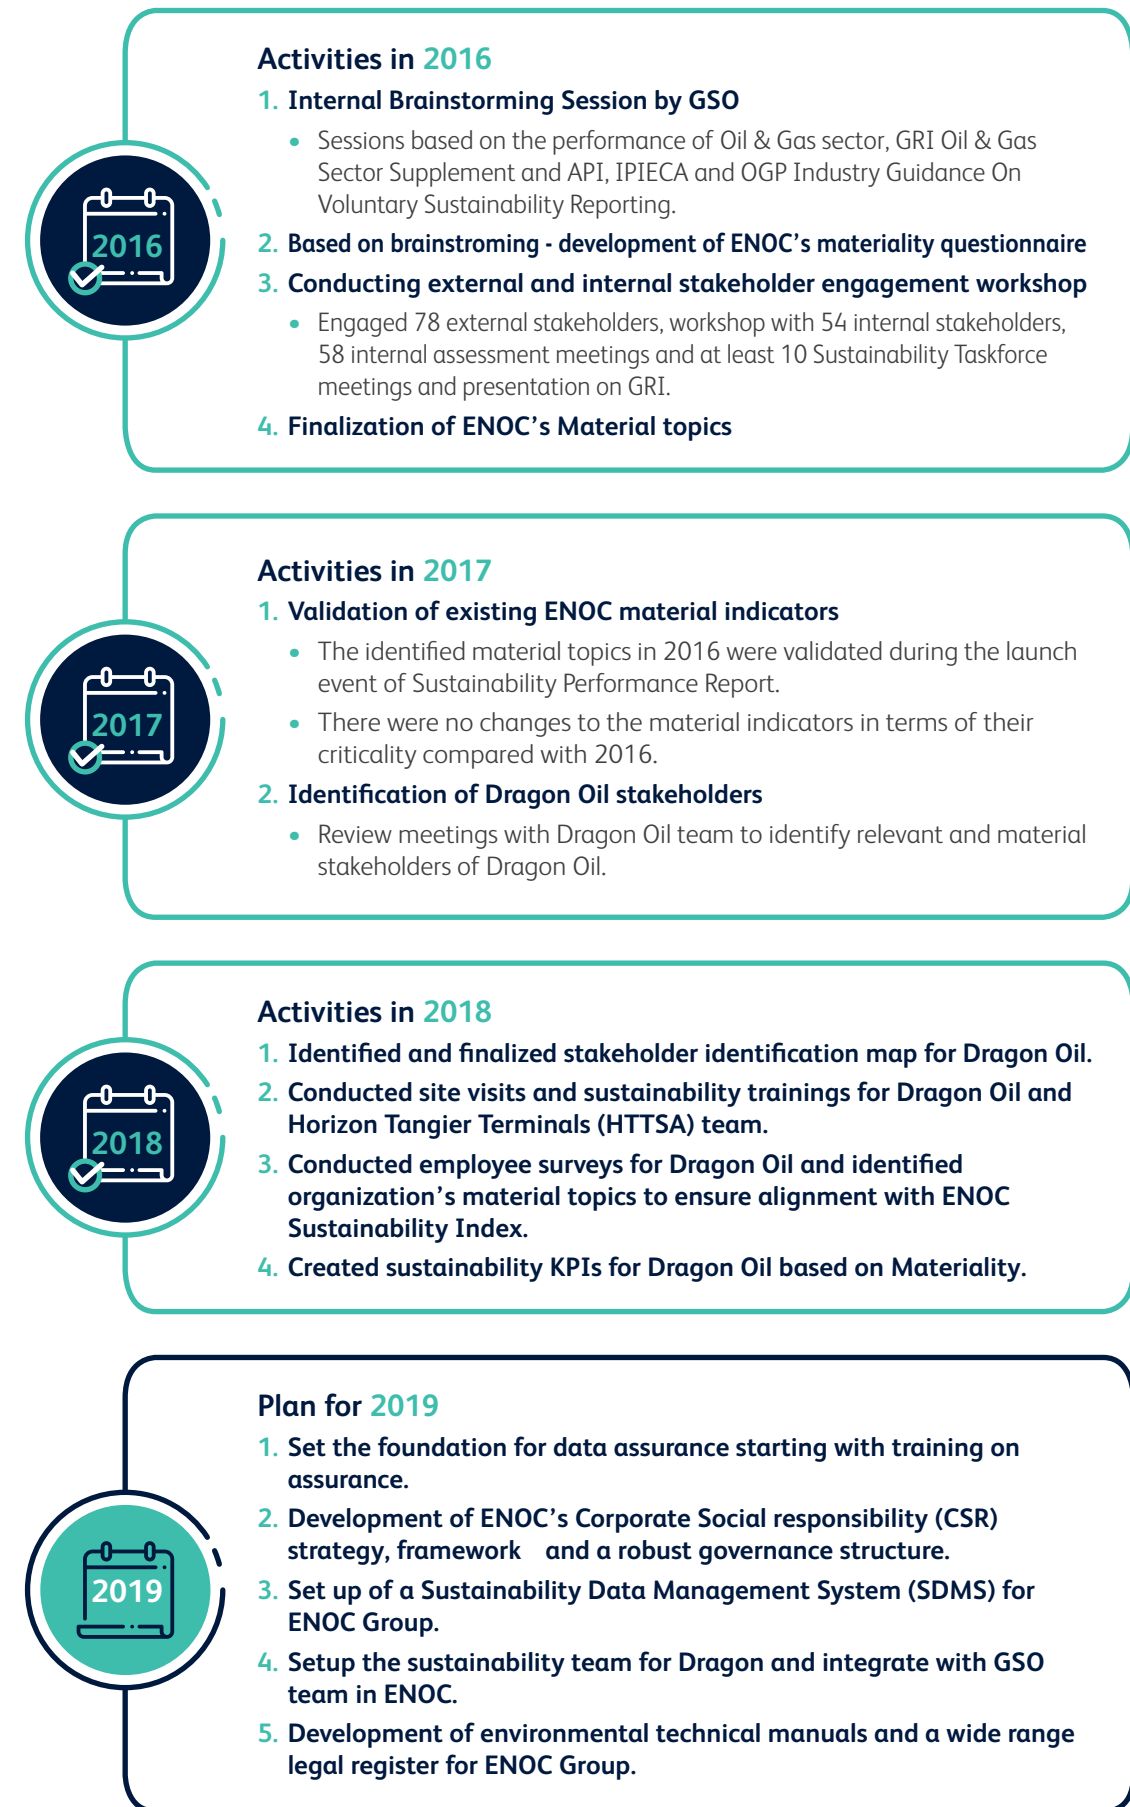 Activities in 2016
1. Internal Brainstorming Session by GSO
• Sessions based on the performance of Oil & Gas sector, GRI Oil & Gas
Sector Supplement and API, IPIECA and OGP Industry Guidance On
Voluntary Sustainability Reporting.
2. Based on brainstroming - development of ENOC's materiality questionnaire
3. Conducting external and internal stakeholder engagement workshop
• Engaged 78 external stakeholders, workshop with 54 internal stakeholders,
58 internal assessment meetings and at least 10 Sustainability Taskforce
meetings and presentation on GRI.
4. Finalization of ENOC's Material topics
2016
Activities in 2017
1. Validation of existing ENOC material indicators
• The identified material topics in 2016 were validated during the launch
event of Sustainability Performance Report.
• There were no changes to the material indicators in terms of their
criticality compared with 2016.
2. Identification of Dragon Oil stakeholders
• Review meetings with Dragon Oil team to identify relevant and material
stakeholders of Dragon Oil.
2017
Activities in 2018
1. Identified and finalized stakeholder identification map for Dragon Oil.
2. Conducted site visits and sustainability trainings for Dragon Oil and
Horizon Tangier Terminals (HTTSA) team.
3. Conducted employee surveys for Dragon Oil and identified
organization's material topics to ensure alignment with ENOC
Sustainability Index.
4. Created sustainability KPIs for Dragon Oil based on Materiality.
2018
Plan for 2019
1. Set the foundation for data assurance starting with training on
assurance.
2. Development of ENOC's Corporate Social responsibility (CSR)
strategy, framework and a robust governance structure.
3. Set up of a Sustainability Data Management System (SDMS) for
ENOC Group.
4. Setup the sustainability team for Dragon and integrate with GSO
team in ENOC.
5. Development of environmental technical manuals and a wide range
legal register for ENOC Group.
2019